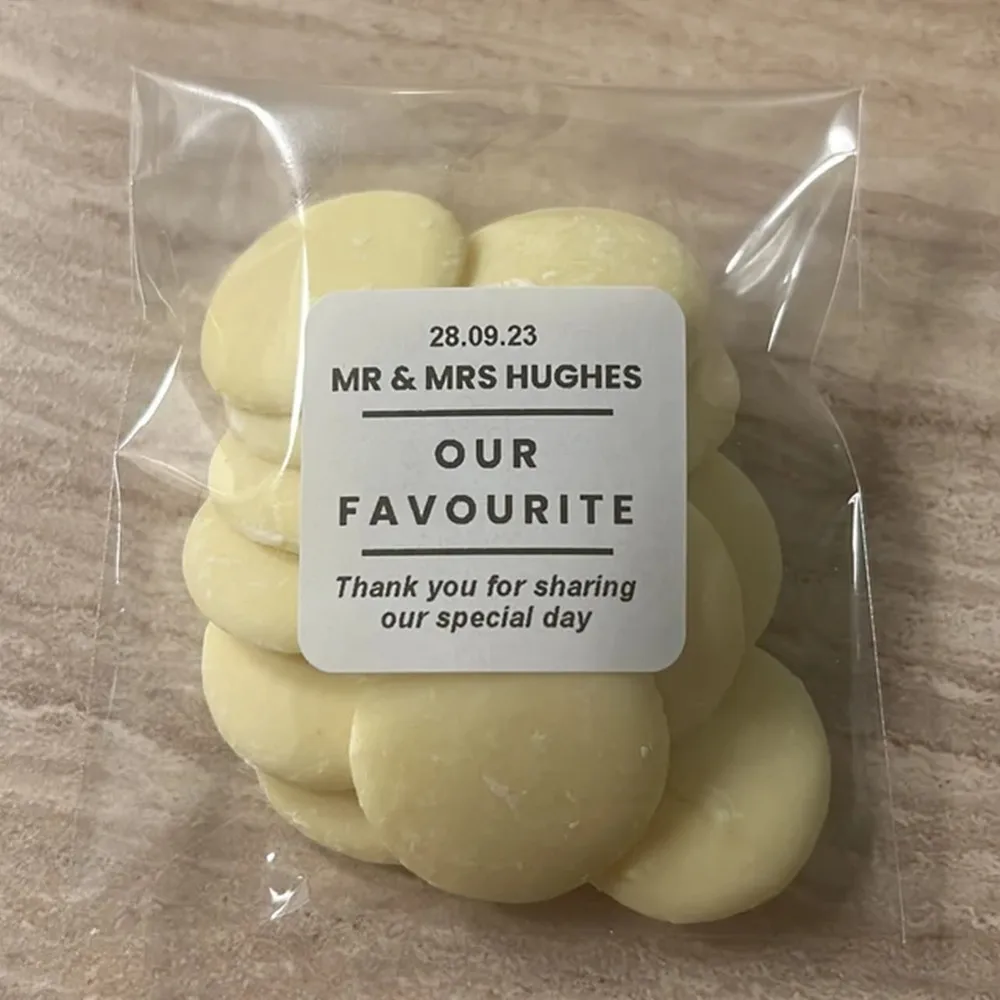 28.09.23
MR & MRS HUGHES
OUR
FAVOURITE
Thank you for sharing
our special day